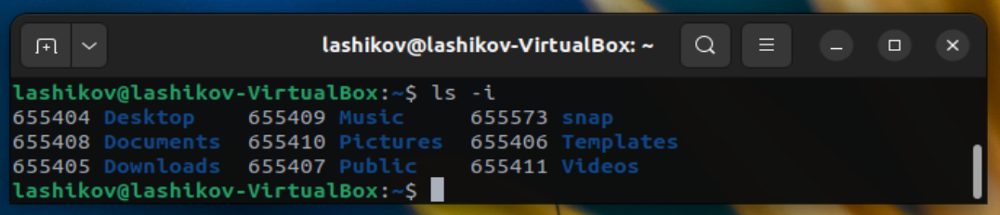 lashikov@lashikov-VirtualBox: ~
lashikov@lashikov-VirtualBox:~$ ls -i
655404 Desktop    655409 Music      655573 snap
655408 Documents  655410 Pictures   655406 Templates
655405 Downloads  655407 Public     655411 Videos
lashikov@lashikov-VirtualBox:~$